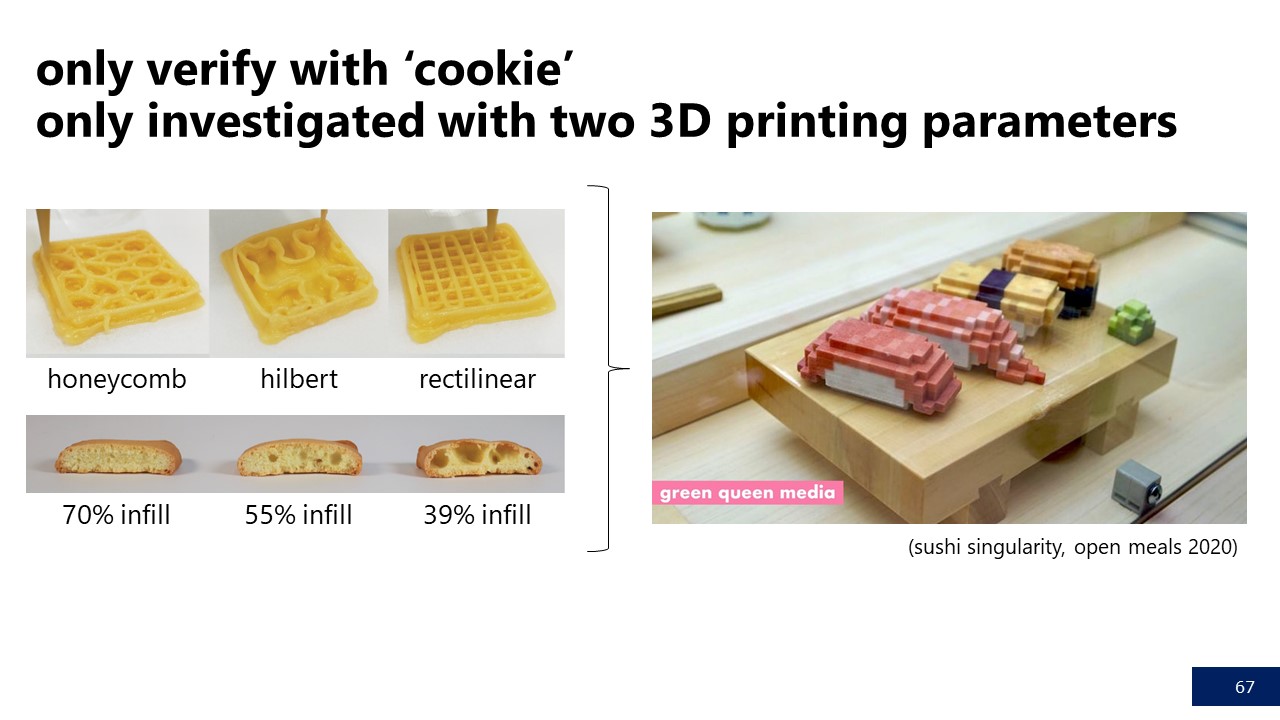 only verify with ‘cookie’
only investigated with two 3D printing parameters
honeycomb
hilbert
rectilinear
70% infill
55% infill
39% infill
green queen media
(sushi singularity, open meals 2020)
67